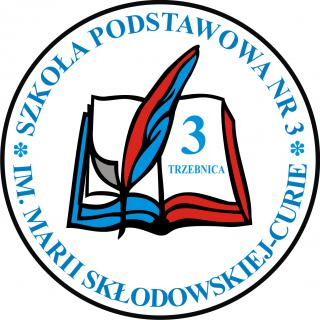 * SZKOŁA PODSTAWOWA NR 3 *
IM. MARII SKŁODOWSKIEJ-CURIE
3
TRZEBNICA